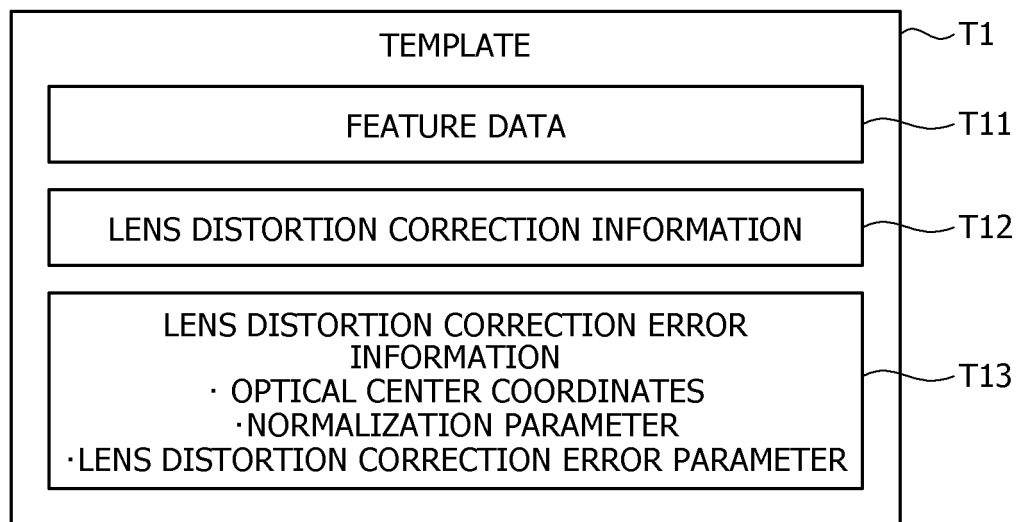 TEMPLATE
T1
FEATURE DATA
T11
LENS DISTORTION CORRECTION INFORMATION
T12
LENS DISTORTION CORRECTION ERROR
INFORMATION
· OPTICAL CENTER COORDINATES
·NORMALIZATION PARAMETER
·LENS DISTORTION CORRECTION ERROR PARAMETER
T13